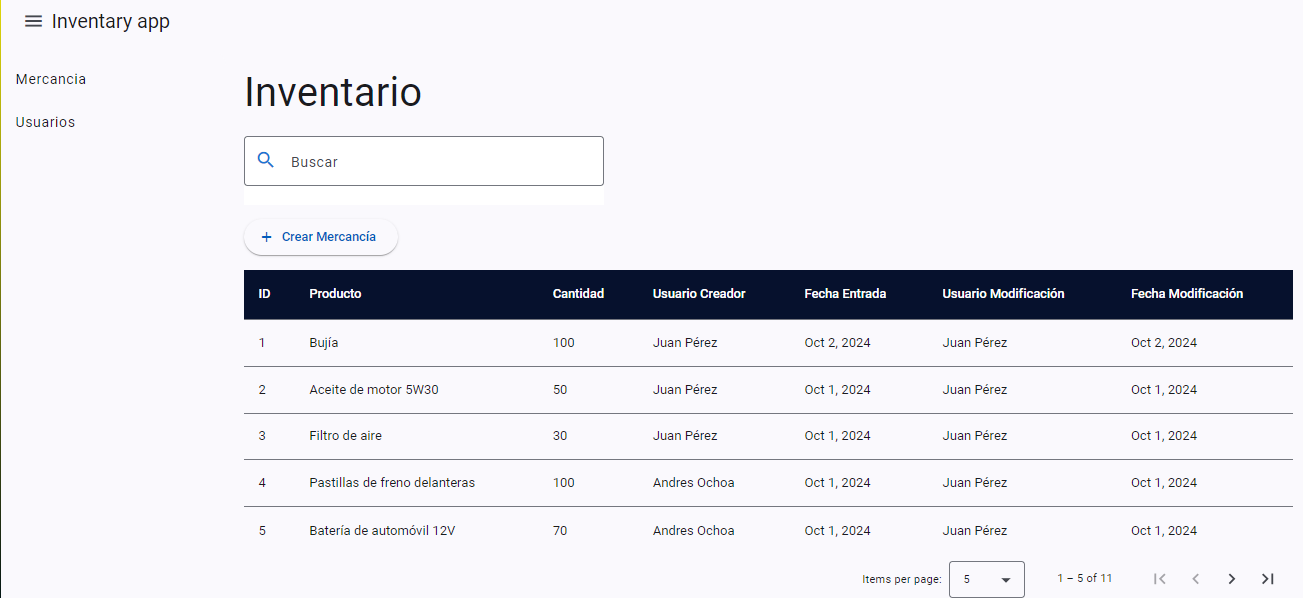 Inventary app
Mercancia
Usuarios
Inventario
Buscar
+ Crear Mercancía
ID Producto Cantidad Usuario Creador Fecha Entrada Usuario Modificación Fecha Modificación
1 Bujía 100 Juan Pérez Oct 2, 2024 Juan Pérez Oct 2, 2024
2 Aceite de motor 5W30 50 Juan Pérez Oct 1, 2024 Juan Pérez Oct 1, 2024
3 Filtro de aire 30 Juan Pérez Oct 1, 2024 Juan Pérez Oct 1, 2024
4 Pastillas de freno delanteras 100 Andres Ochoa Oct 1, 2024 Juan Pérez Oct 1, 2024
5 Batería de automóvil 12V 70 Andres Ochoa Oct 1, 2024 Juan Pérez Oct 1, 2024
Items per page: 5 1 – 5 of 11